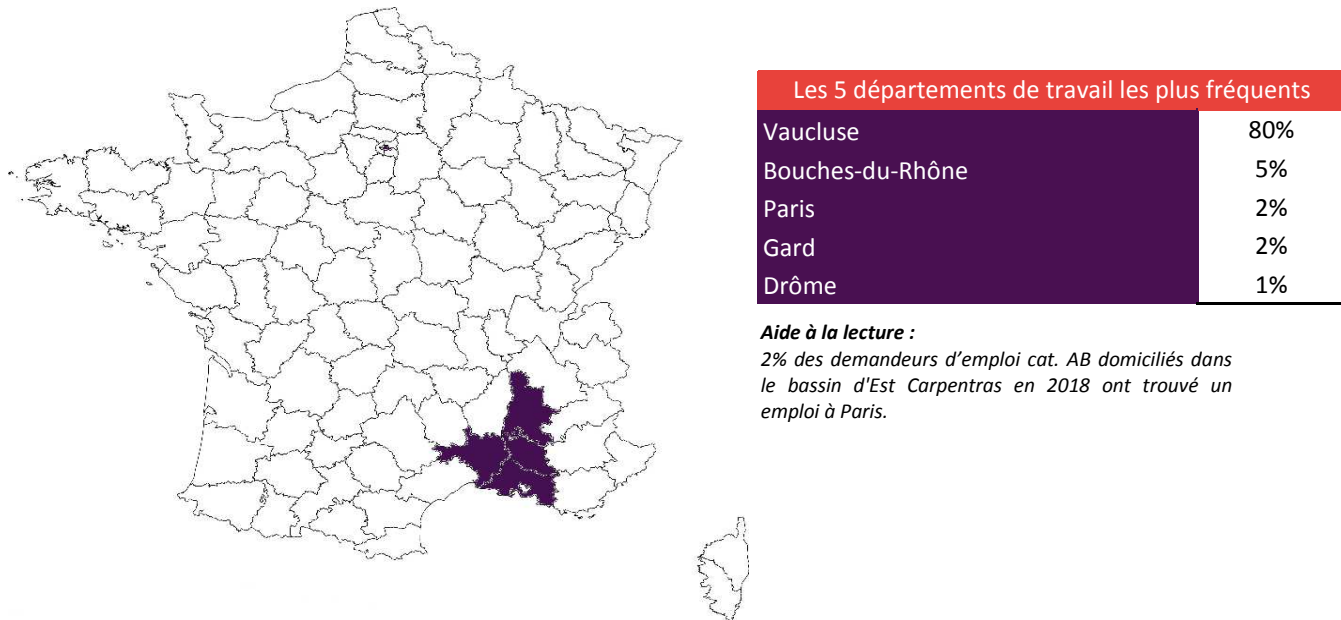 Les 5 départements de travail les plus fréquents
Vaucluse 80%
Bouches-du-Rhône 5%
Paris 2%
Gard 2%
Drôme 1%
Aide à la lecture :
2% des demandeurs d’emploi cat. AB domiciliés dans
le bassin d'Est Carpentras en 2018 ont trouvé un
emploi à Paris.